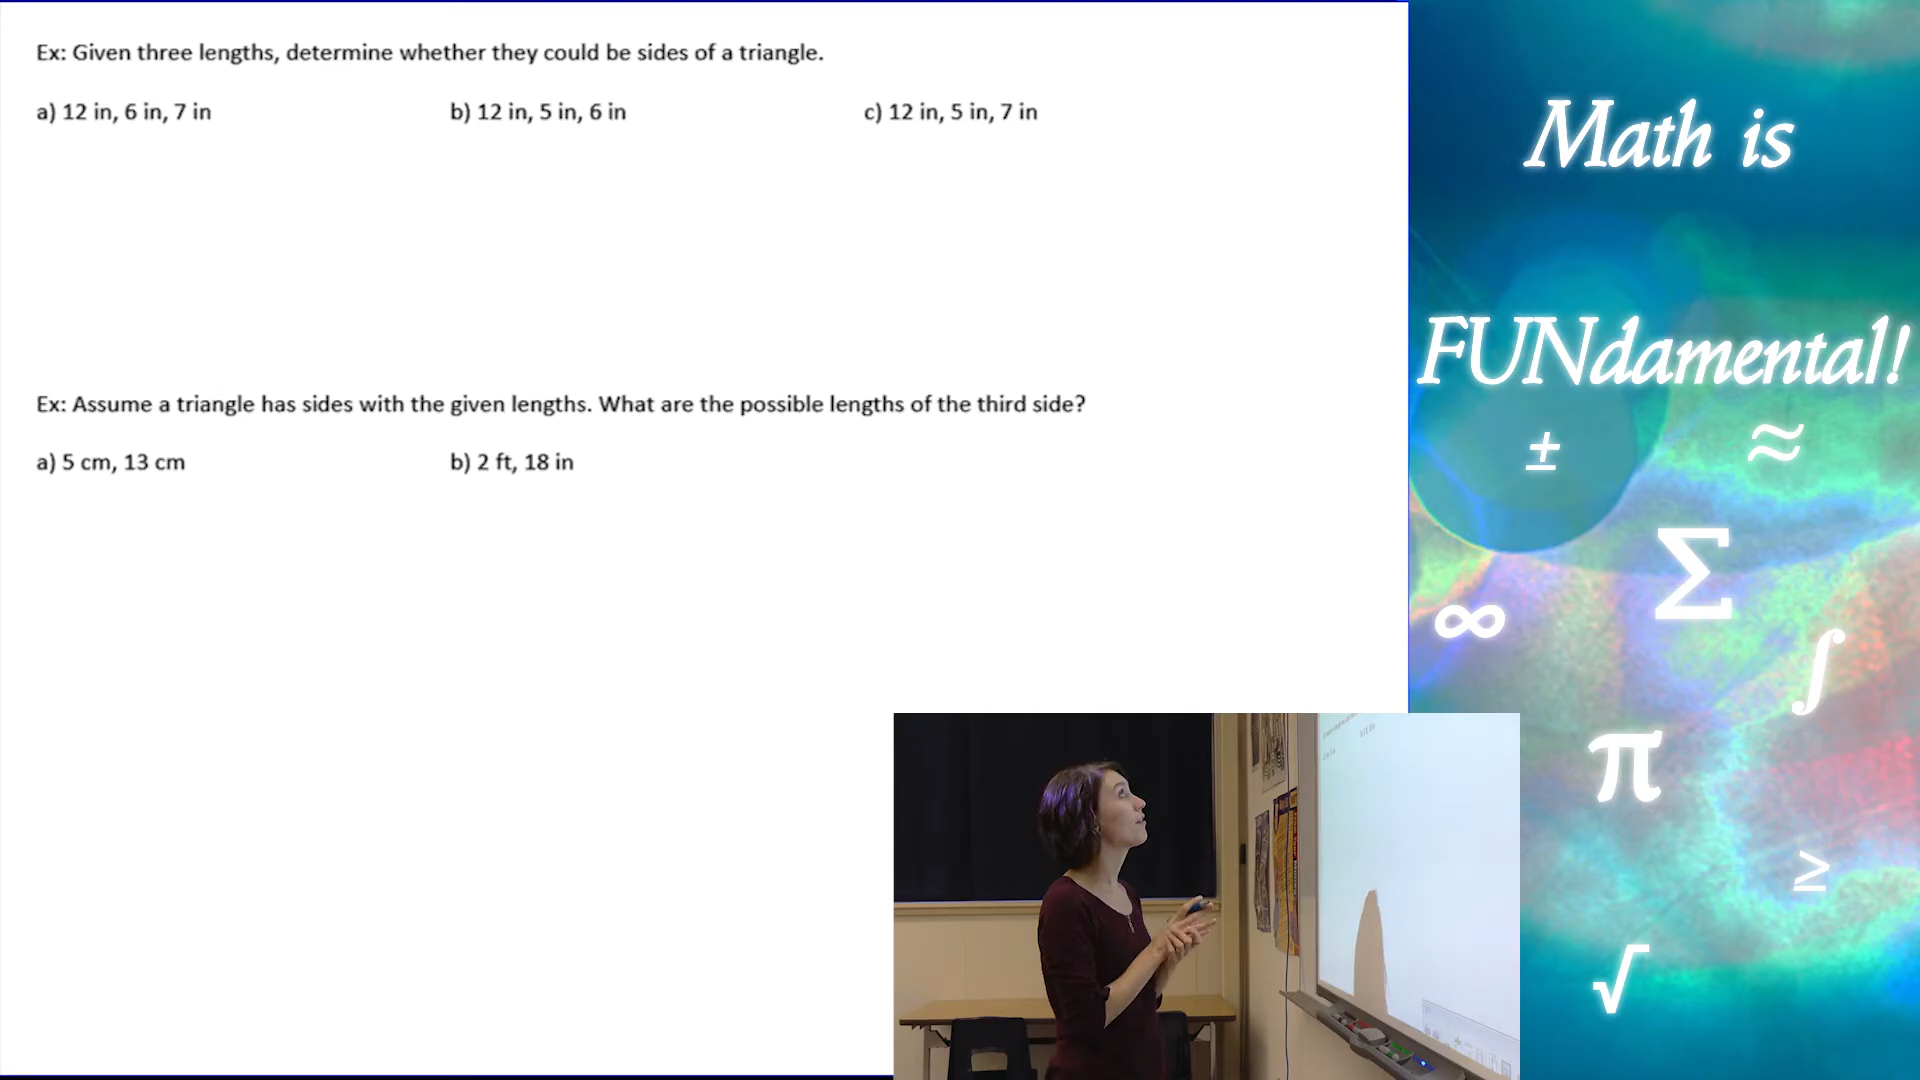 Ex: Given three lengths, determine whether they could be sides of a triangle.
a) 12 in, 6 in, 7 in
b) 12 in, 5 in, 6 in
c) 12 in, 5 in, 7 in
Ex: Assume a triangle has sides with the given lengths. What are the possible lengths of the third side?
a) 5 cm, 13 cm
b) 2 ft, 18 in
Math is
FUNdamental!
± ≈
Σ
∞
∫
π
≥
√